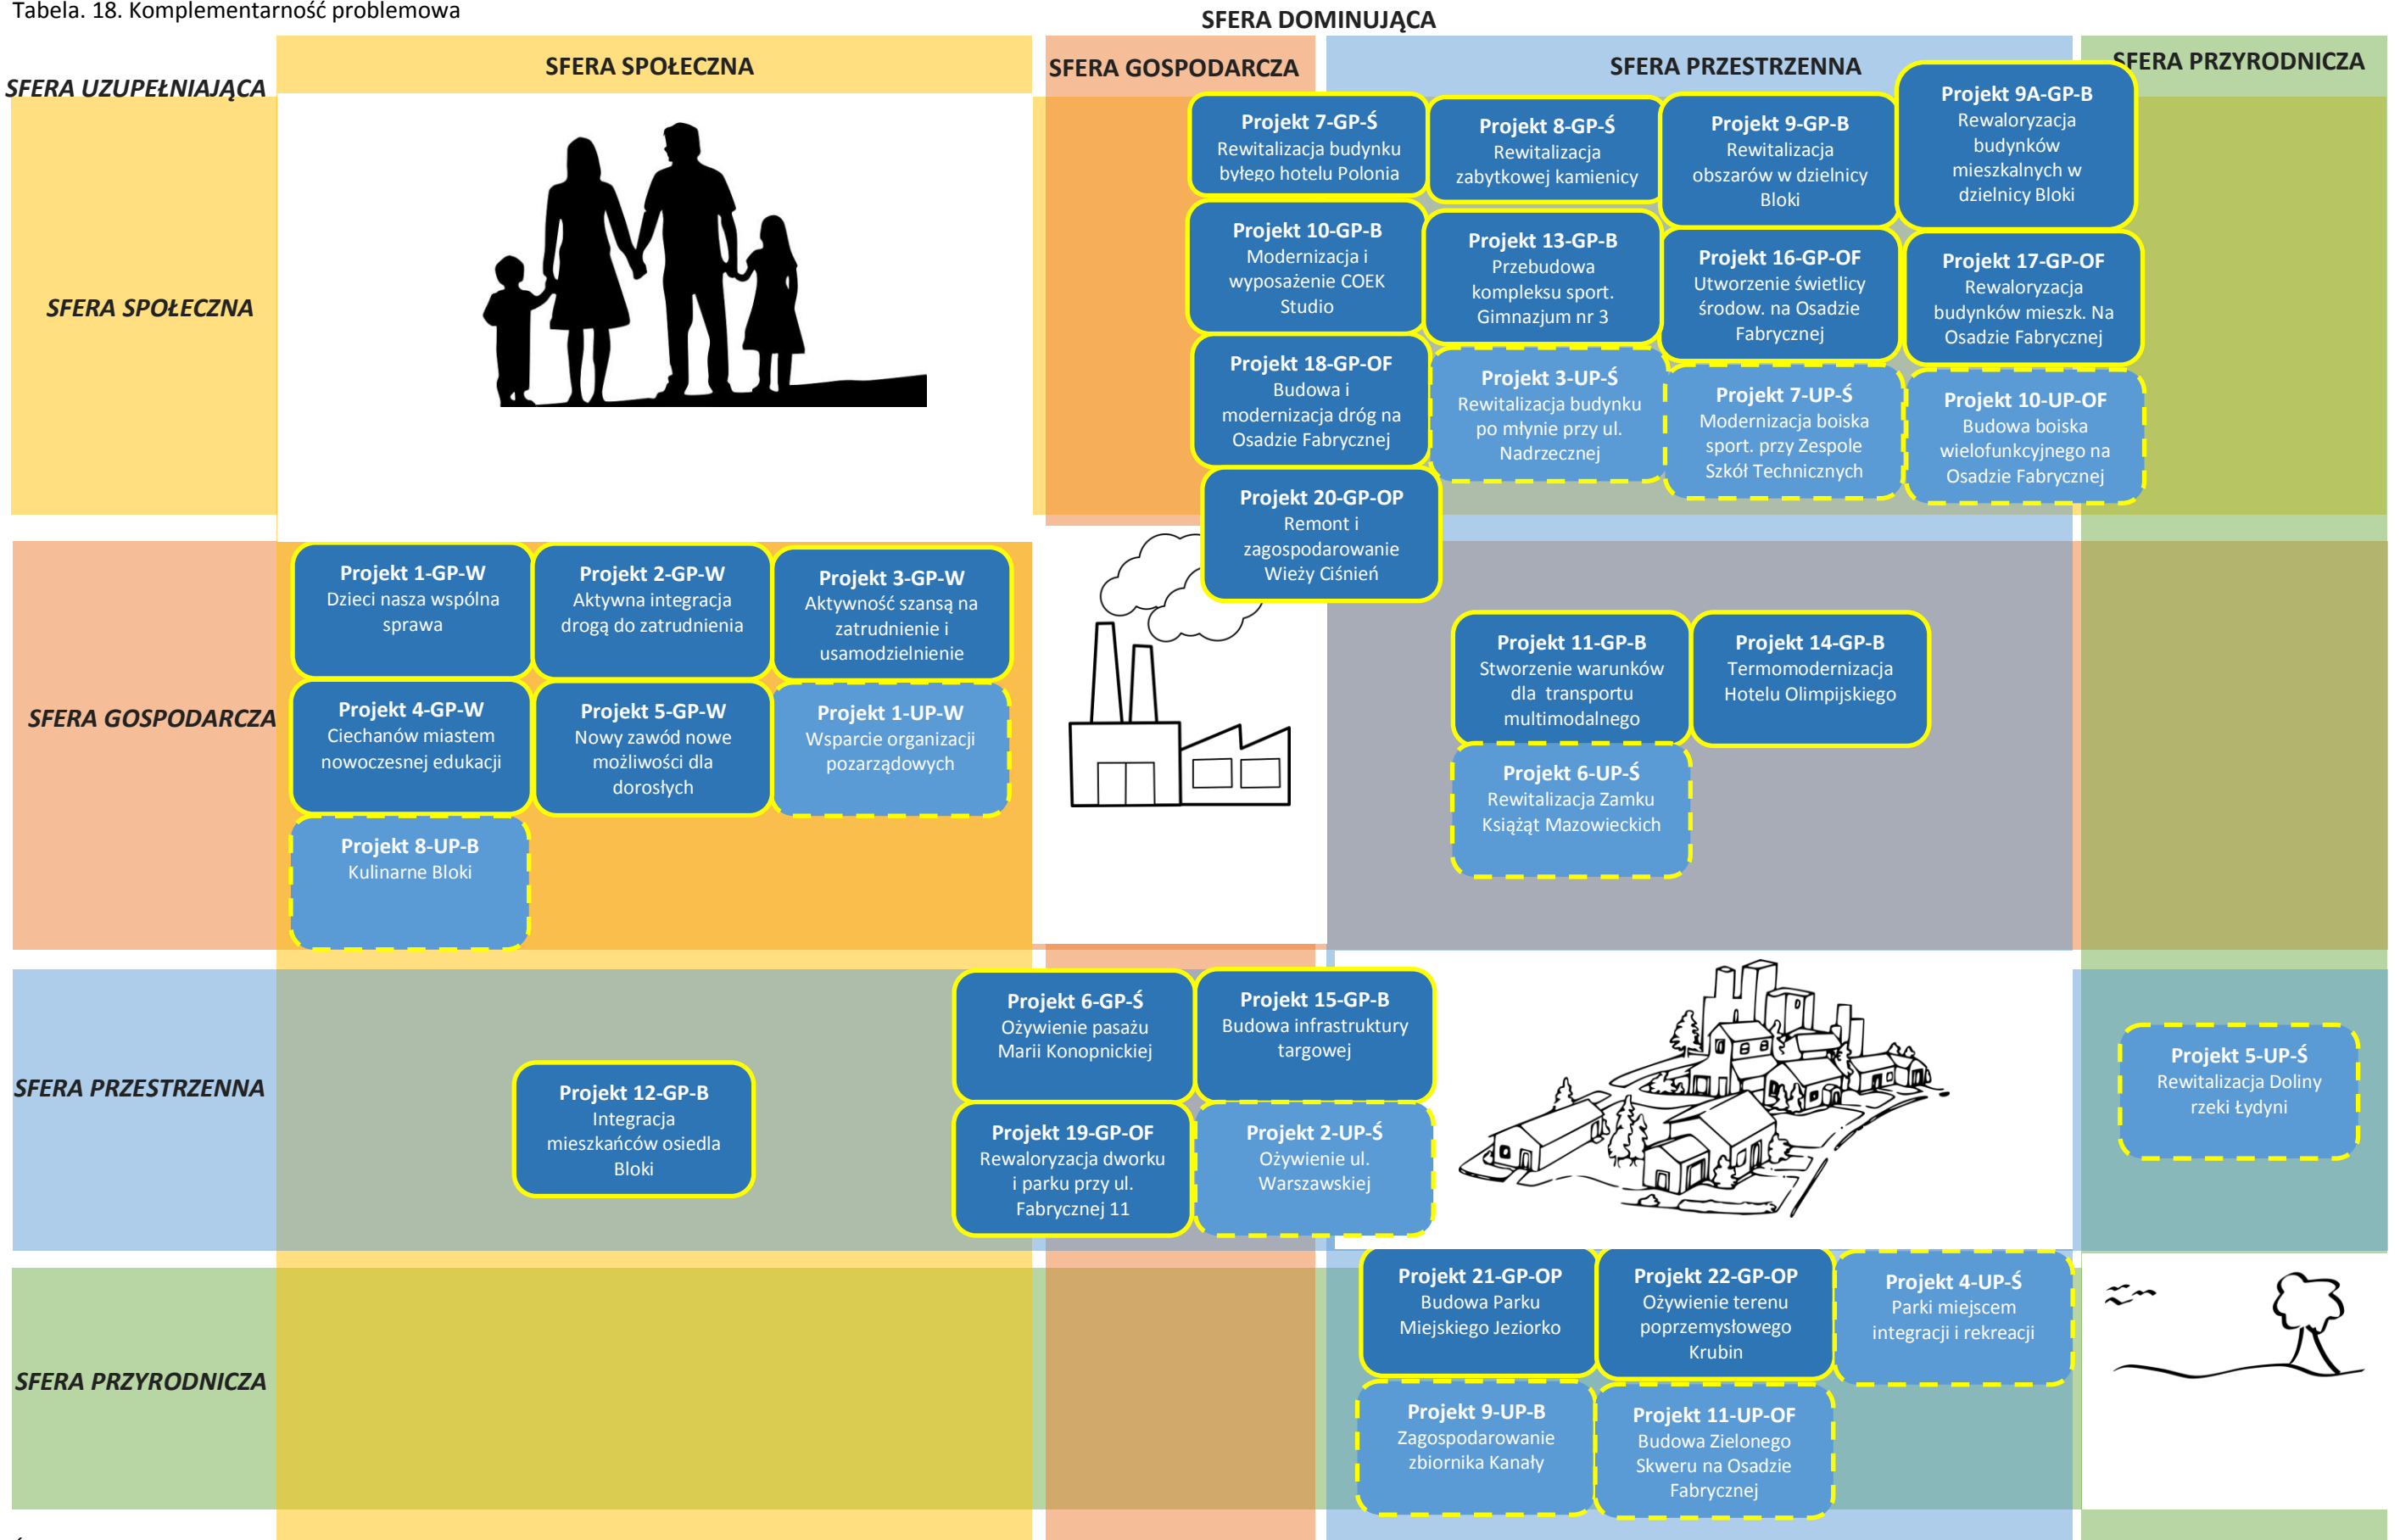 Tabela. 18. Komplementarność problemowa
SFERA DOMINUJĄCA
SFERA UZUPEŁNIAJĄCA
SFERA SPOŁECZNA
SFERA GOSPODARCZA
SFERA PRZESTRZENNA
SFERA PRZYRODNICZA
SFERA SPOŁECZNA
Projekt 7-GP-Ś
Rewitalizacja budynku
byłego hotelu Polonia
Projekt 8-GP-Ś
Rewitalizacja
zabytkowej kamienicy
Projekt 9-GP-B
Rewitalizacja
obszarów w dzielnicy
Bloki
Projekt 9A-GP-B
Rewaloryzacja
budynków
mieszkalnych w
dzielnicy Bloki
Projekt 10-GP-B
Modernizacja i
wyposażenie COEK
Studio
Projekt 13-GP-B
Przebudowa
kompleksu sport.
Gimnazjum nr 3
Projekt 16-GP-OF
Utworzenie świetlicy
środow. na Osadzie
Fabrycznej
Projekt 17-GP-OF
Rewaloryzacja
budynków mieszk. Na
Osadzie Fabrycznej
Projekt 18-GP-OF
Budowa i
modernizacja dróg na
Osadzie Fabrycznej
Projekt 3-UP-Ś
Rewitalizacja budynku
po młynie przy ul.
Nadrzecznej
Projekt 7-UP-Ś
Modernizacja boiska
sport. przy Zespole
Szkół Technicznych
Projekt 10-UP-OF
Budowa boiska
wielofunkcyjnego na
Osadzie Fabrycznej
Projekt 20-GP-OP
Remont i
zagospodarowanie
Wieży Ciśnień
SFERA GOSPODARCZA
Projekt 1-GP-W
Dzieci nasza wspólna
sprawa
Projekt 2-GP-W
Aktywna integracja
drogą do zatrudnienia
Projekt 3-GP-W
Aktywność szansą na
zatrudnienie i
usamodzielnienie
Projekt 4-GP-W
Ciechanów miastem
nowoczesnej edukacji
Projekt 5-GP-W
Nowy zawód nowe
możliwości dla
dorosłych
Projekt 1-UP-W
Wsparcie organizacji
pozarządowych
Projekt 8-UP-B
Kulinarne Bloki
Projekt 11-GP-B
Stworzenie warunków
dla transportu
multimodalnego
Projekt 14-GP-B
Termomodernizacja
Hotelu Olimpijskiego
Projekt 6-UP-Ś
Rewitalizacja Zamku
Książąt Mazowieckich
SFERA PRZESTRZENNA
Projekt 12-GP-B
Integracja
mieszkańców osiedla
Bloki
Projekt 6-GP-Ś
Ożywienie pasażu
Marii Konopnickiej
Projekt 15-GP-B
Budowa infrastruktury
targowej
Projekt 19-GP-OF
Rewaloryzacja dworku
i parku przy ul.
Fabrycznej 11
Projekt 2-UP-Ś
Ożywienie ul.
Warszawskiej
Projekt 5-UP-Ś
Rewitalizacja Doliny
rzeki Łydyni
SFERA PRZYRODNICZA
Projekt 21-GP-OP
Budowa Parku
Miejskiego Jeziorko
Projekt 22-GP-OP
Ożywienie terenu
poprzemysłowego
Krubin
Projekt 4-UP-Ś
Parki miejscem
integracji i rekreacji
Projekt 9-UP-B
Zagospodarowanie
zbiornika Kanały
Projekt 11-UP-OF
Budowa Zielonego
Skweru na Osadzie
Fabrycznej